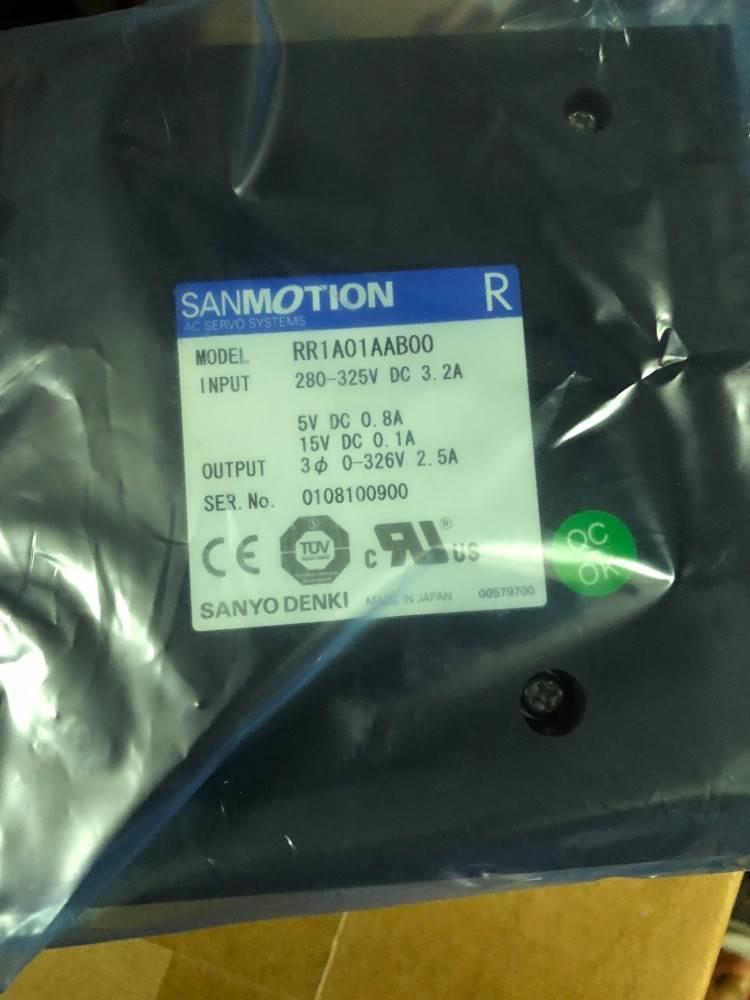 SANMOTION R
AC SERVO SYSTEMS
MODEL RR1A01AAB00
INPUT 280-325V DC 3.2A
5V DC 0.8A
15V DC 0.1A
OUTPUT 3φ 0-326V 2.5A
SER. No. 0108100900
CE TÜV c RU ® US
SANYO DENKI MADE IN JAPAN 00579700
QC
OK